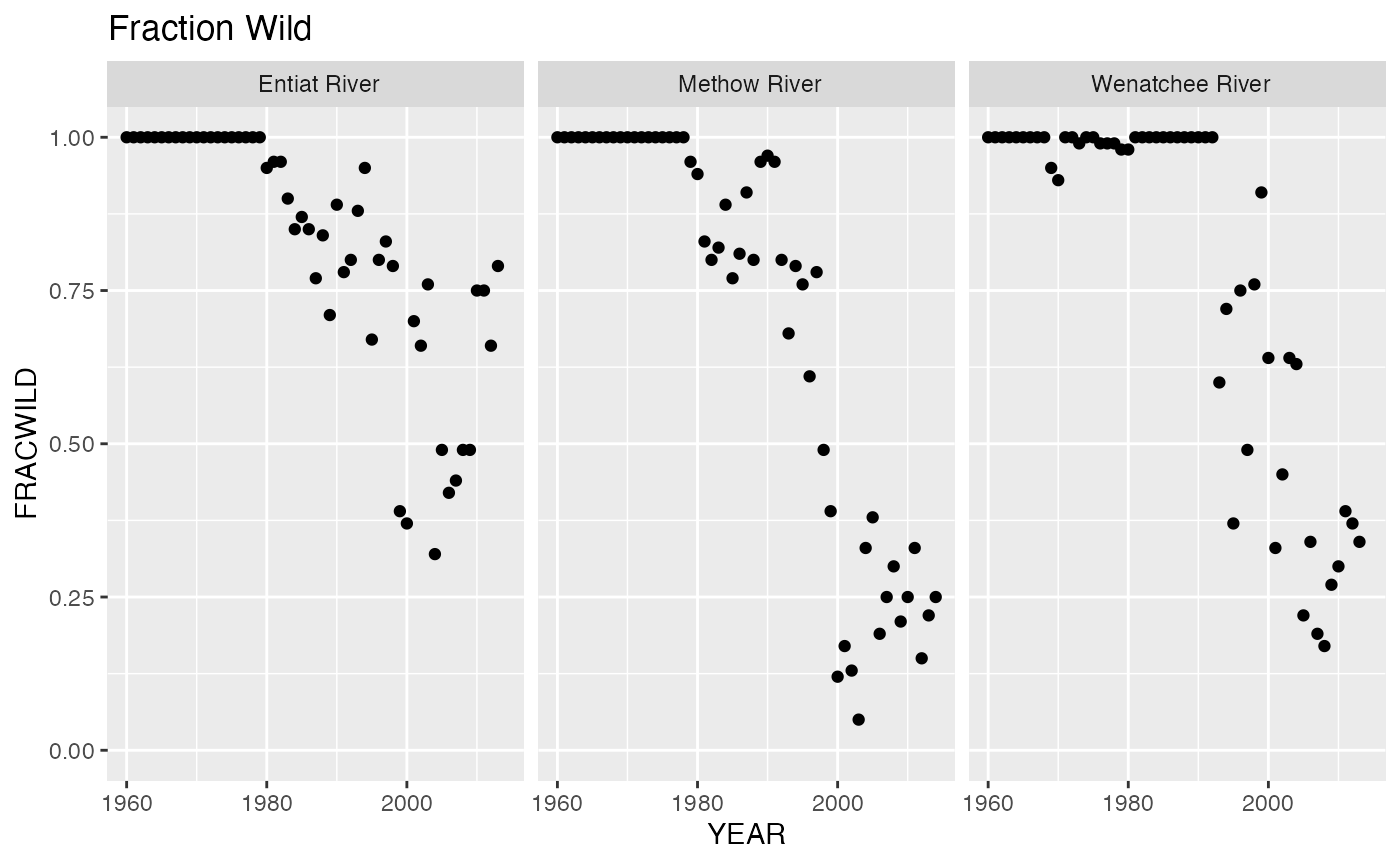 Fraction Wild
Entiat River
Methow River
Wenatchee River
FRACWILD
1.00
0.75
0.50
0.25
0.00
1960 1980 2000
1960 1980 2000
1960 1980 2000
YEAR